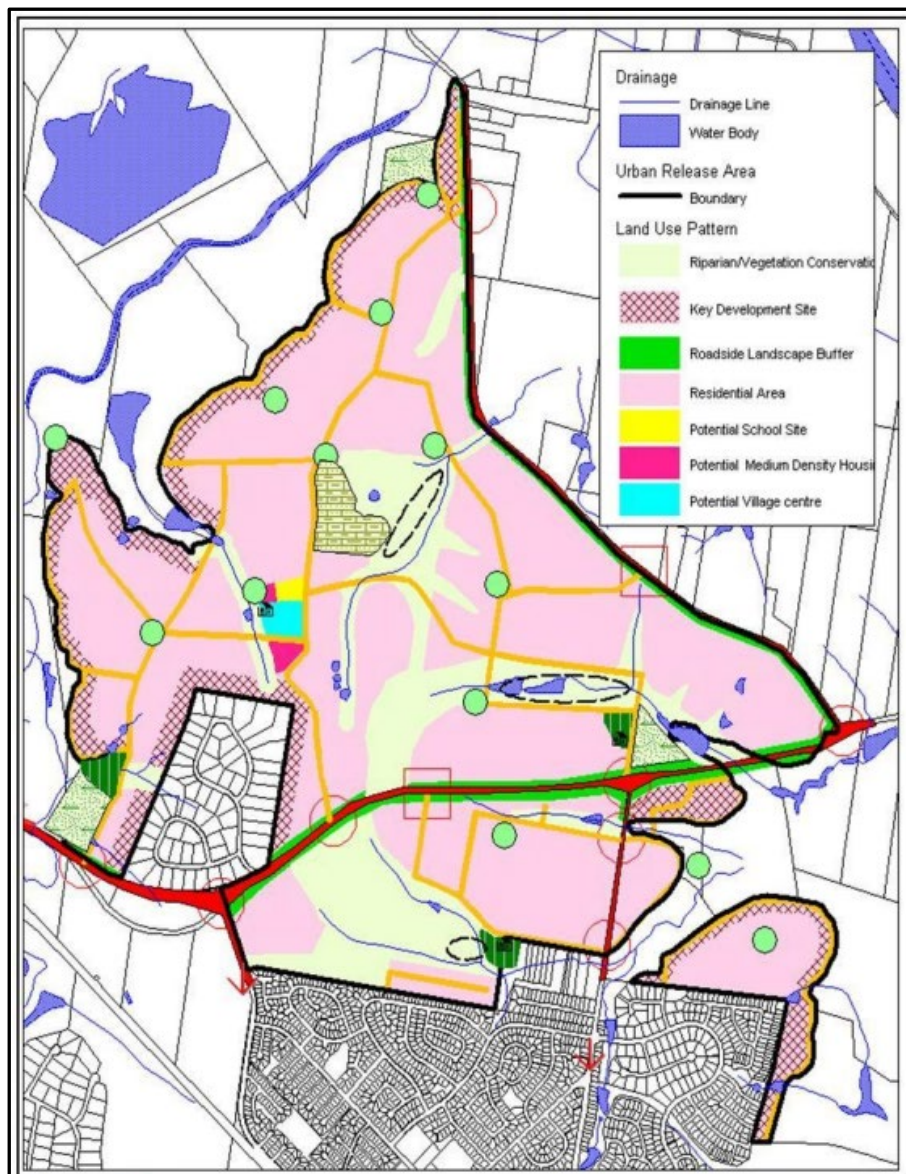 Drainage
Drainage Line
Water Body
Urban Release Area
Boundary
Land Use Pattern
Riparian/Vegetation Conservatio
Key Development Site
Roadside Landscape Buffer
Residential Area
Potential School Site
Potential Medium Density Housi
Potential Village centre